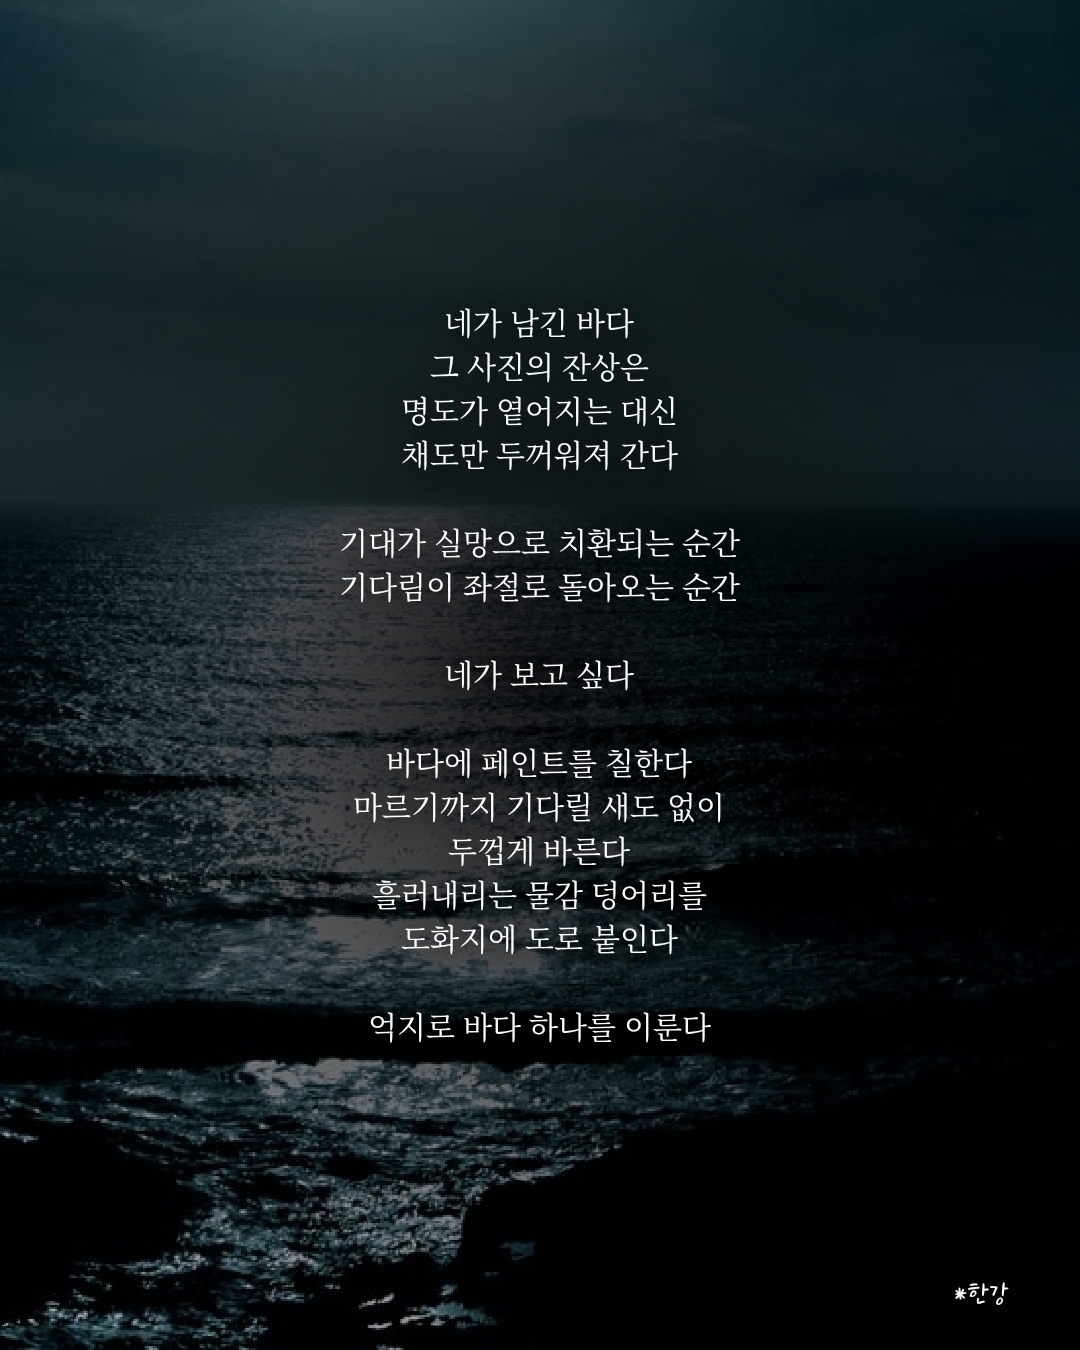 네가 남긴 바다
그 사진의 잔상은
명도가 옅어지는 대신
채도만 두꺼워져 간다
기대가 실망으로 치환되는 순간
기다림이 좌절로 돌아오는 순간
네가 보고 싶다
바다에 페인트를 칠한다
마르기까지 기다릴 새도 없이
두껍게 바른다
흘러내리는 물감 덩어리를
도화지에 도로 붙인다
억지로 바다 하나를 이룬다
*한강